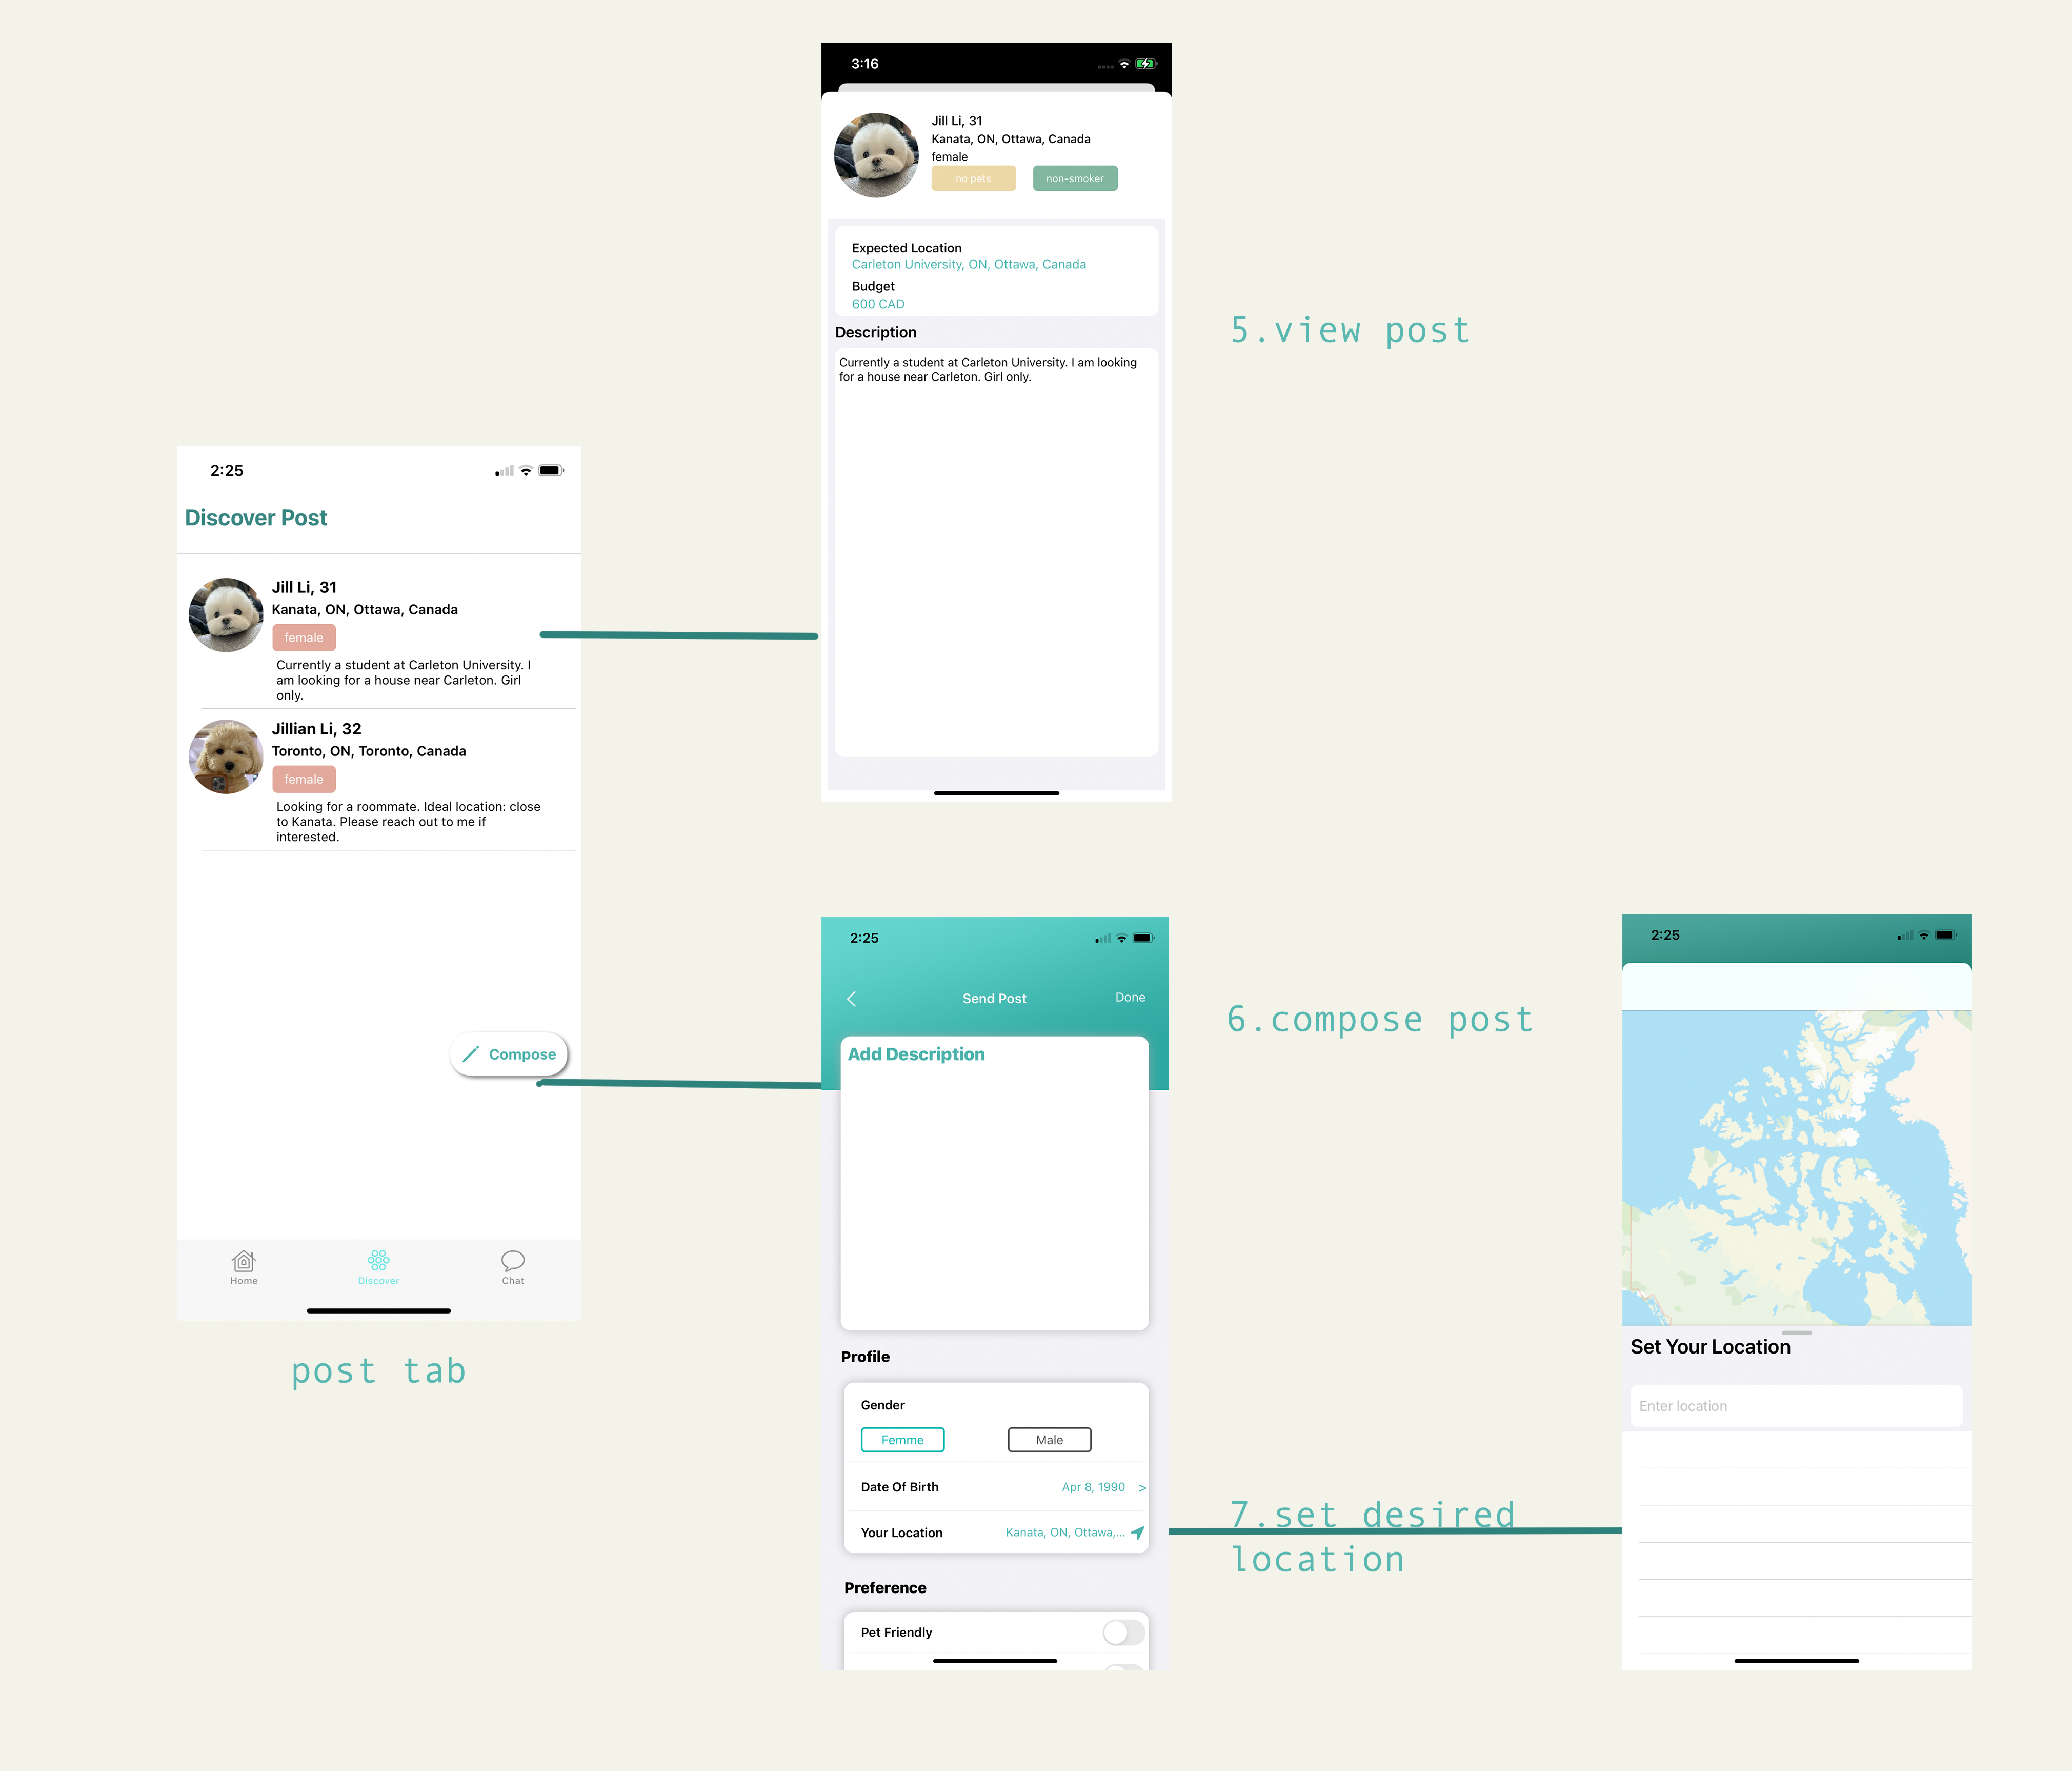 3:16
Jill Li, 31
Kanata, ON, Ottawa, Canada
female
no pets
non-smoker
Expected Location
Carleton University, ON, Ottawa, Canada
Budget
600 CAD
Description
Currently a student at Carleton University. I am looking
for a house near Carleton. Girl only.
5.view post
2:25
Discover Post
Jill Li, 31
Kanata, ON, Ottawa, Canada
female
Currently a student at Carleton University. I
am looking for a house near Carleton. Girl
only.
Jillian Li, 32
Toronto, ON, Toronto, Canada
female
Looking for a roommate. Ideal location: close
to Kanata. Please reach out to me if
interested.
Compose
Home
Discover
Chat
post tab
2:25
Send Post
Done
Add Description
Profile
Gender
Femme
Male
Date Of Birth
Apr 8, 1990 >
Your Location
Kanata, ON, Ottawa,...
Preference
Pet Friendly
6.compose post
7.set desired
location
2:25
Set Your Location
Enter location